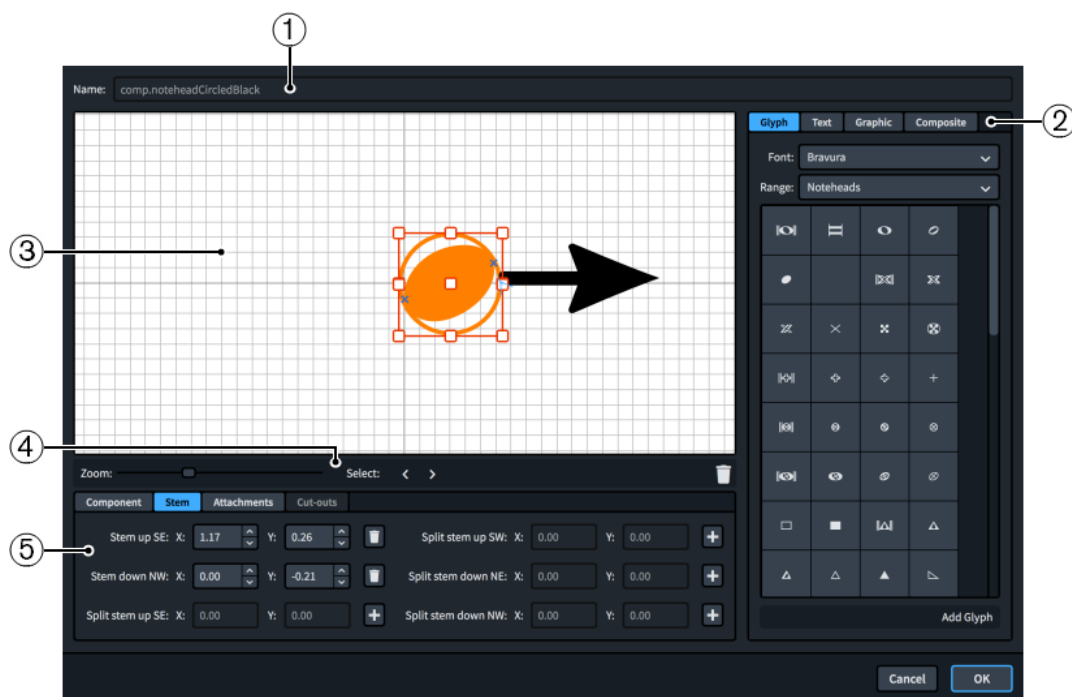 1
Name: comp.noteheadCircledBlack
Glyph Text Graphic Composite
2
Font: Bravura
Range: Noteheads
3
4
Zoom: Select: < >
Component Stem Attachments Cut-outs
5
Stem up SE: X: 1.17 Y: 0.26 Split stem up SW: X: 0.00 Y: 0.00
Stem down NW: X: 0.00 Y: -0.21 Split stem down NE: X: 0.00 Y: 0.00
Split stem up SE: X: 0.00 Y: 0.00 Split stem down NW: X: 0.00 Y: 0.00
Add Glyph
Cancel OK